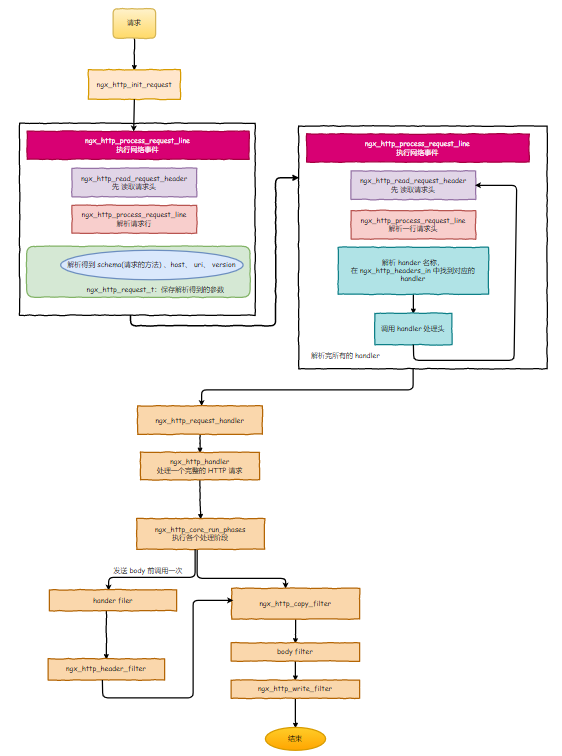 请求
ngx_http_init_request
ngx_http_process_request_line
执行网络事件
ngx_http_read_request_header
先 读取请求头
ngx_http_process_request_line
解析请求行
解析得到 schema(请求的方法) 、host、 uri、 version
ngx_http_request_t：保存解析得到的参数
ngx_http_process_request_line
执行网络事件
ngx_http_read_request_header
先 读取请求头
ngx_http_process_request_line
解析一行请求头
解析 hander 名称，
在 ngx_http_headers_in 中找到对应的
handler
调用 handler 处理头
解析完所有的 handler
ngx_http_request_handler
ngx_http_handler
处理一个完整的 HTTP 请求
ngx_http_core_run_phases
执行各个处理阶段
发送 body 前调用一次
hander filer
ngx_http_header_filter
ngx_http_copy_filter
body filter
ngx_http_write_filter
结束